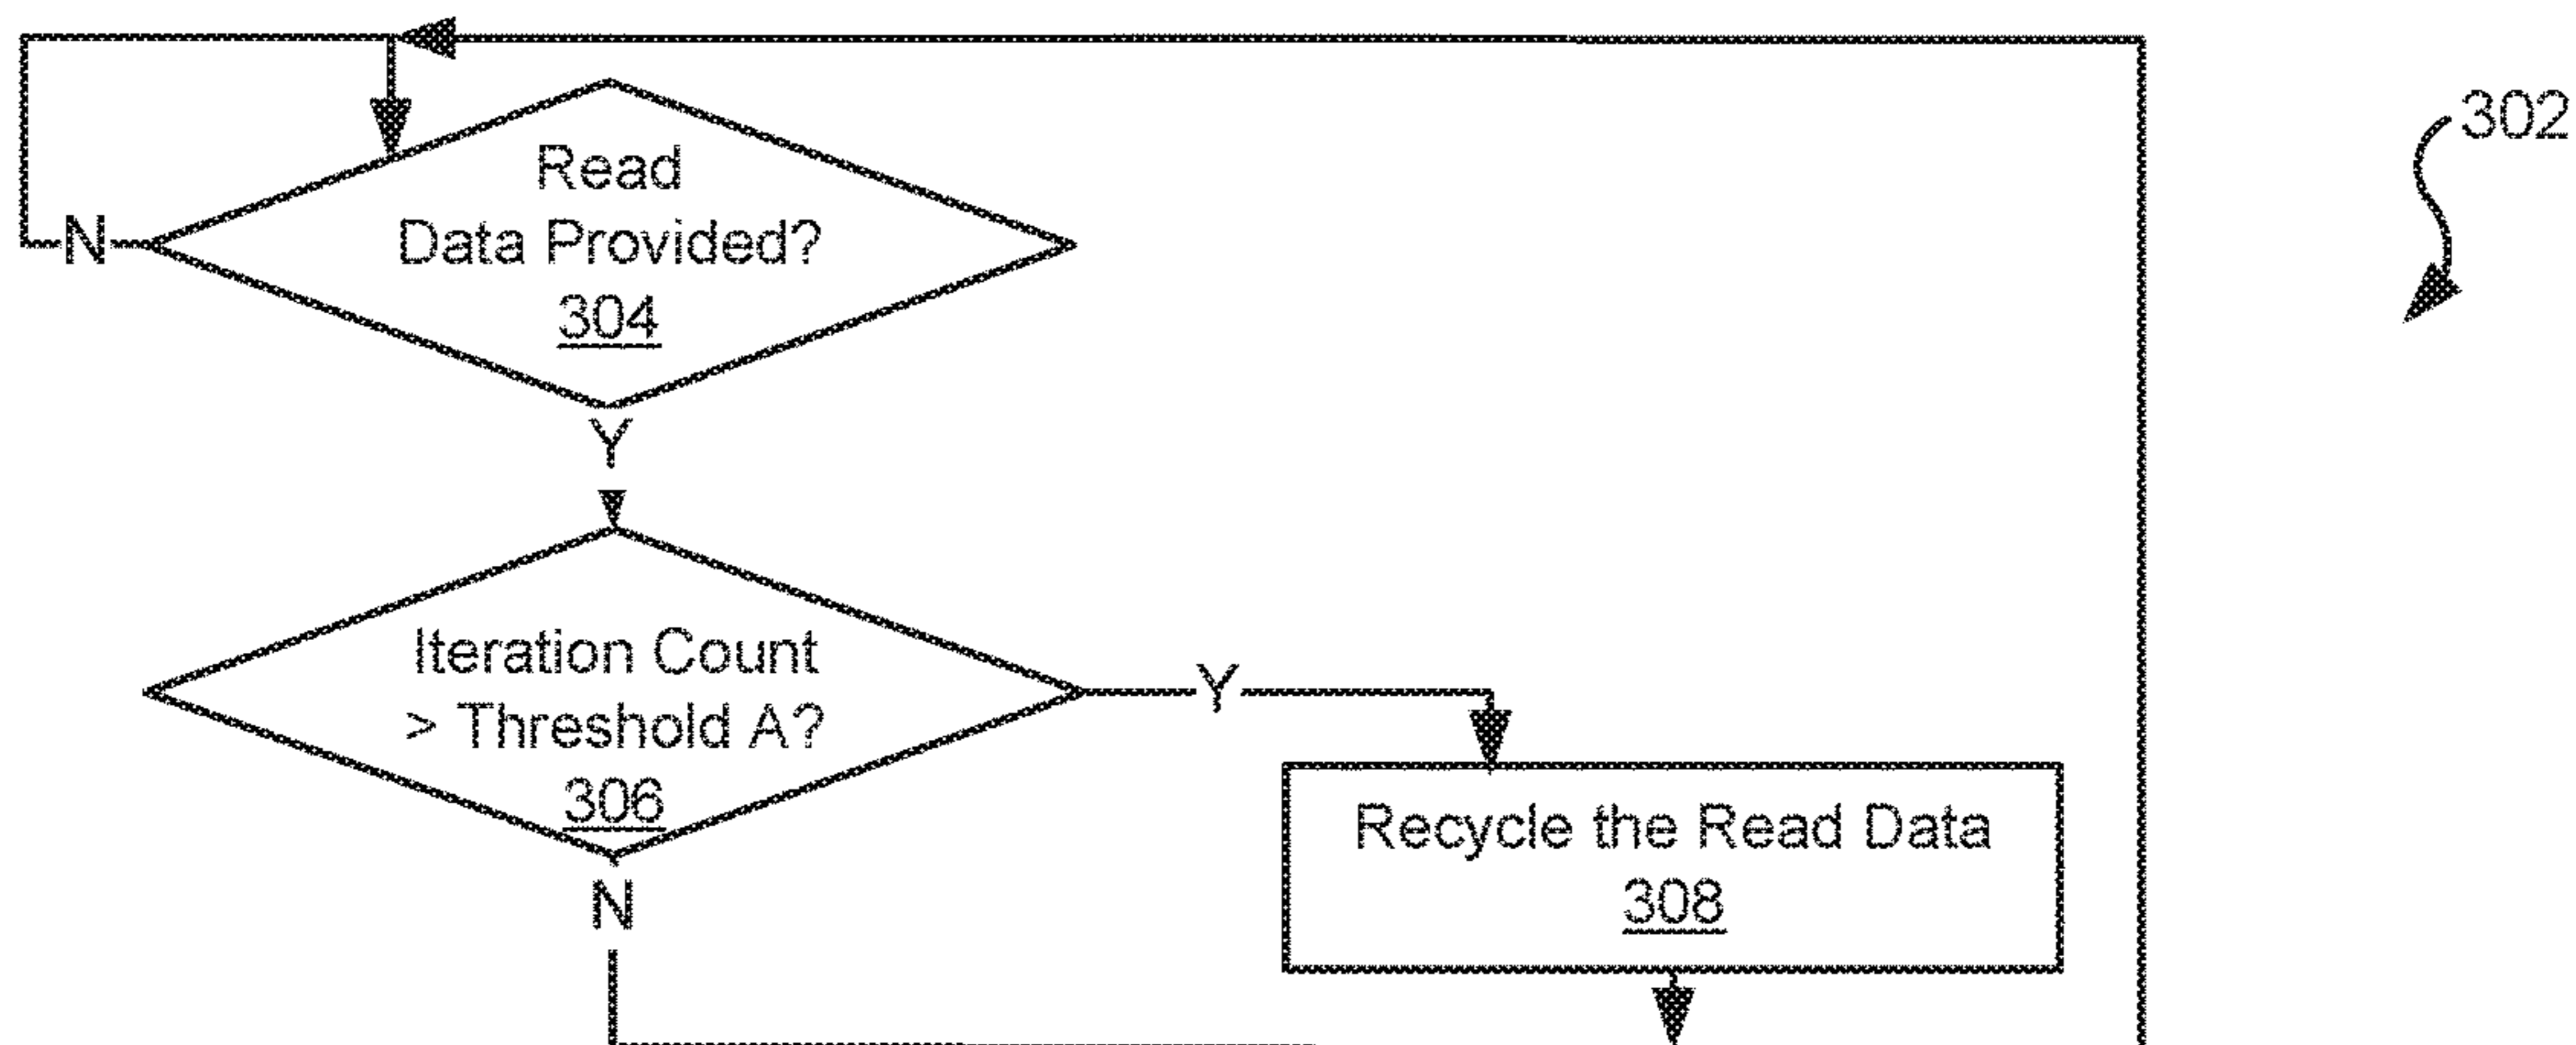 302
Read
Data Provided?
304
N
Y
Iteration Count
> Threshold A?
306
Y
N
Recycle the Read Data
308